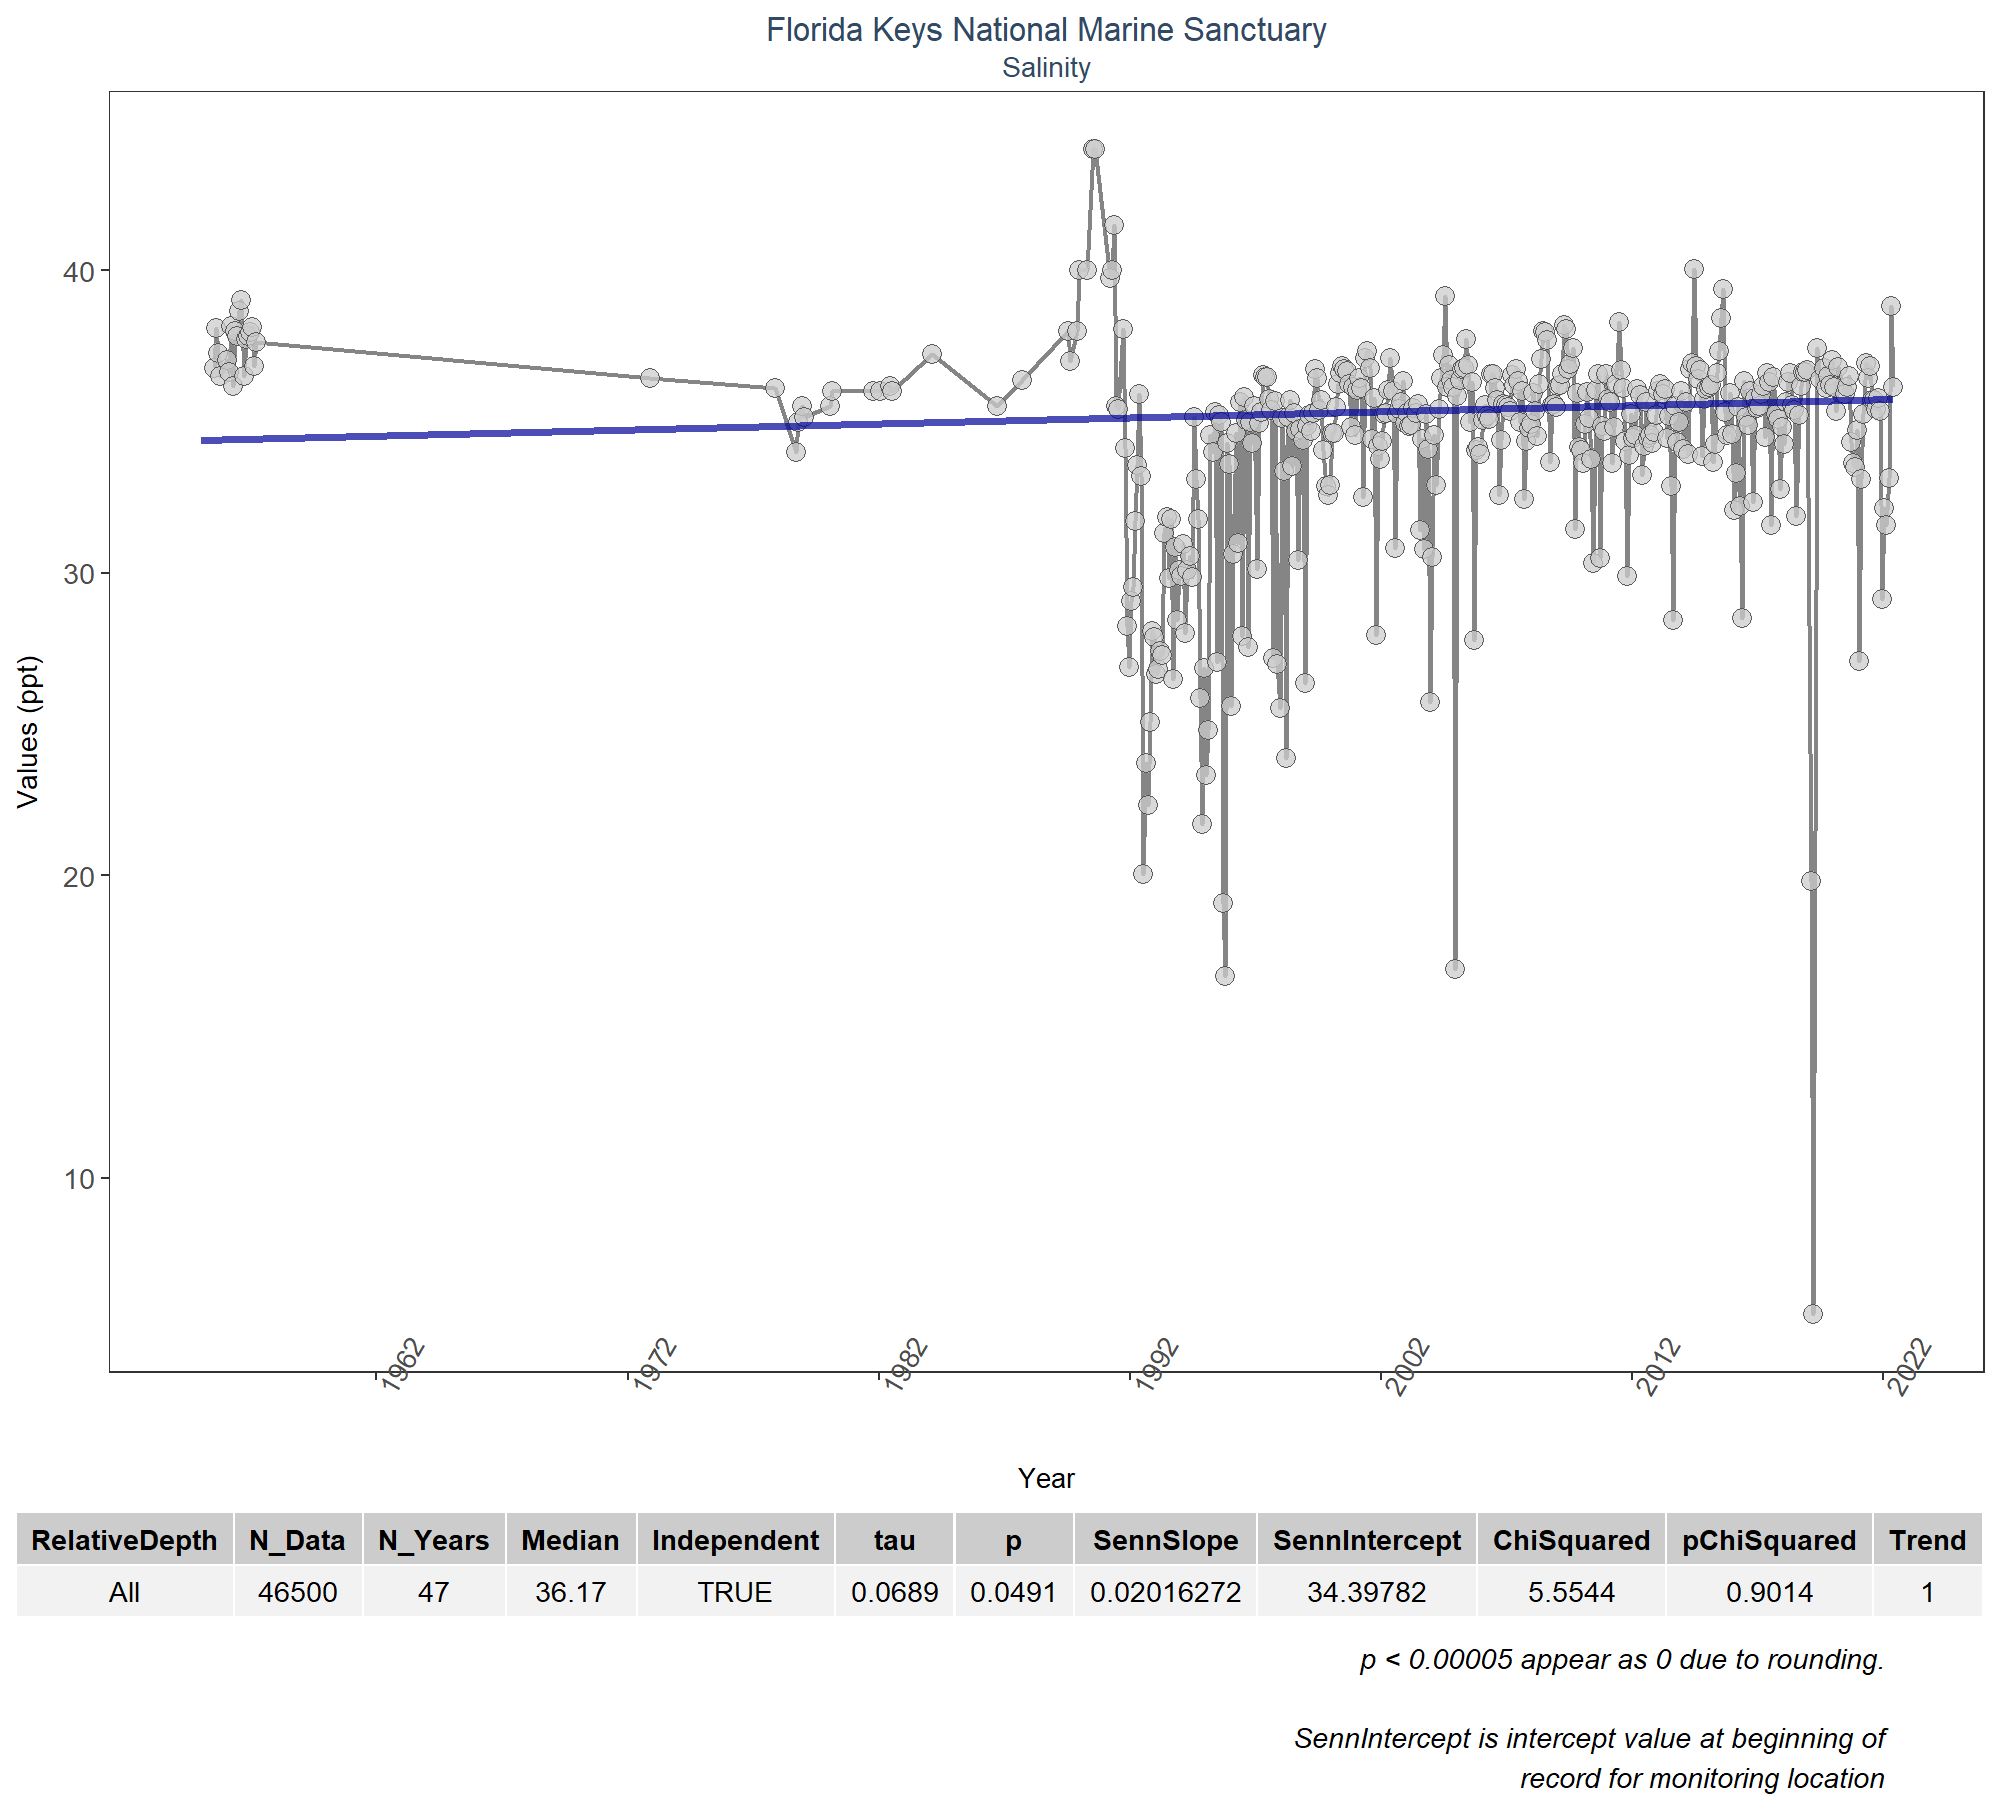 Florida Keys National Marine Sanctuary
Salinity
Values (ppt)
40
30
20
10
1962 1972 1982 1992 2002 2012 2022
Year
RelativeDepth N_Data N_Years Median Independent tau p SennSlope SennIntercept ChiSquared pChiSquared Trend
All 46500 47 36.17 TRUE 0.0689 0.0491 0.02016272 34.39782 5.5544 0.9014 1
p < 0.00005 appear as 0 due to rounding.
SennIntercept is intercept value at beginning of
record for monitoring location